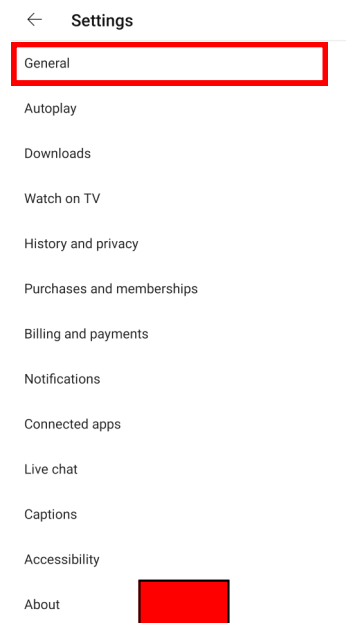 Settings
General
Autoplay
Downloads
Watch on TV
History and privacy
Purchases and memberships
Billing and payments
Notifications
Connected apps
Live chat
Captions
Accessibility
About